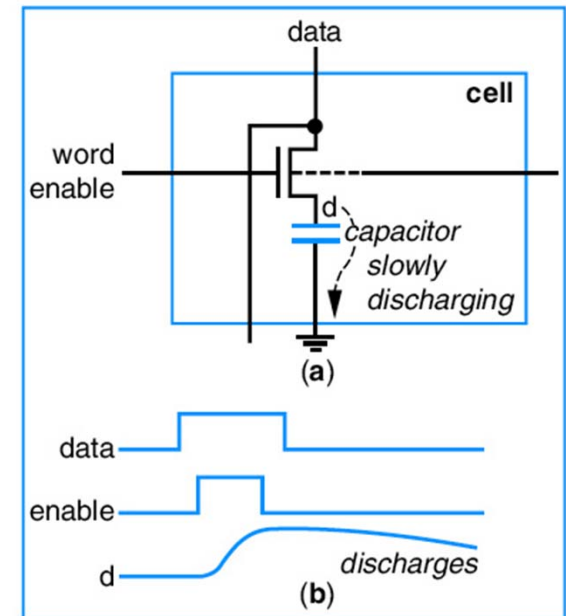 data
cell
word
enable
d
capacitor
slowly
discharging
(a)
data
enable
discharges
d
(b)